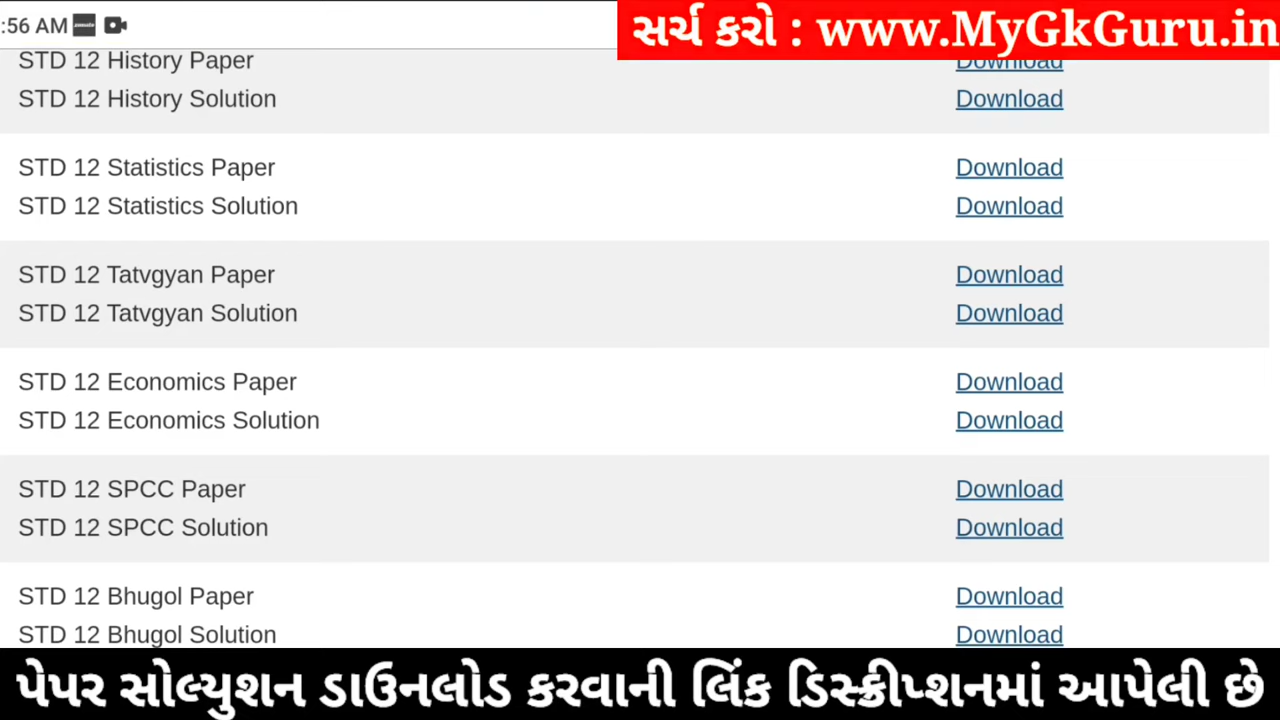 :56 AM
સર્ચ કરો : www.MyGkGuru.in
STD 12 History Paper Download
STD 12 History Solution Download
STD 12 Statistics Paper Download
STD 12 Statistics Solution Download
STD 12 Tatvgyan Paper Download
STD 12 Tatvgyan Solution Download
STD 12 Economics Paper Download
STD 12 Economics Solution Download
STD 12 SPCC Paper Download
STD 12 SPCC Solution Download
STD 12 Bhugol Paper Download
STD 12 Bhugol Solution Download
પેપર સોલ્યુશન ડાઉનલોડ કરવાની લિંક ડિસ્ક્રીપ્શનમાં આપેલી છે